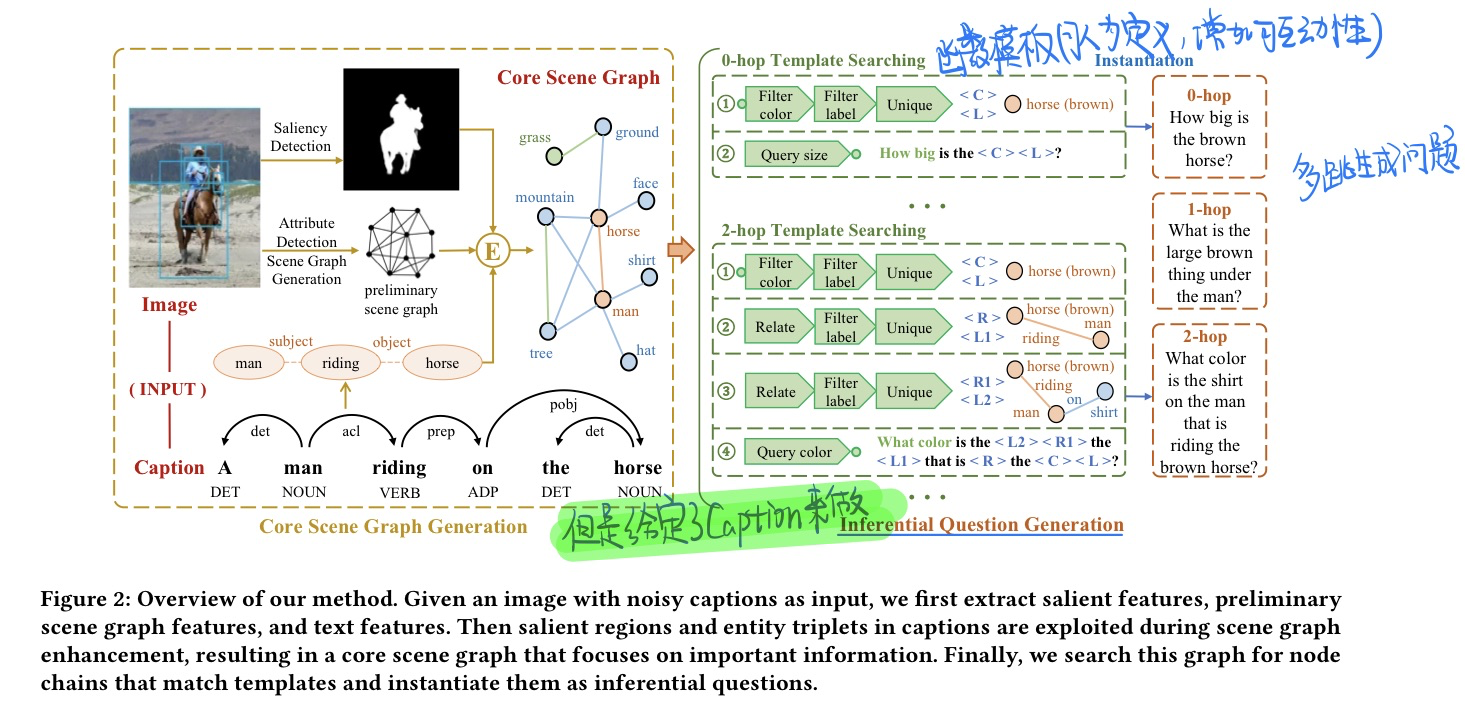 函数模板(人为定义,增加可互动性)
Core Scene Graph
0-hop Template Searching
Instantiation
Saliency
Detection
Attribute
Detection
Scene Graph
Generation
preliminary
scene graph
E
grass
ground
mountain
face
horse
shirt
man
tree
hat
Image
( INPUT )
Caption
man
subject
riding
object
horse
det
acl
prep
pobj
det
A man riding on the horse
DET NOUN VERB ADP DET NOUN
Core Scene Graph Generation
①
Filter
color
Filter
label
Unique
< C >
< L >
horse (brown)
②
Query size
How big is the < C > < L >?
• • •
2-hop Template Searching
①
Filter
color
Filter
label
Unique
< C >
< L >
horse (brown)
②
Relate
Filter
label
Unique
< R >
< L1 >
horse (brown)
man
riding
③
Relate
Filter
label
Unique
< R1 >
< L2 >
horse (brown)
riding
on
man
shirt
④
Query color
What color is the < L2 > < R1 > the
< L1 > that is < R > the < C > < L >?
• • •
0-hop
How big is
the brown
horse?
多跳生成问题
1-hop
What is the
large brown
thing under
the man?
2-hop
What color
is the shirt
on the man
that is
riding the
brown horse?
但是给定了Caption来做
Inferential Question Generation
Figure 2: Overview of our method. Given an image with noisy captions as input, we first extract salient features, preliminary
scene graph features, and text features. Then salient regions and entity triplets in captions are exploited during scene graph
enhancement, resulting in a core scene graph that focuses on important information. Finally, we search this graph for node
chains that match templates and instantiate them as inferential questions.